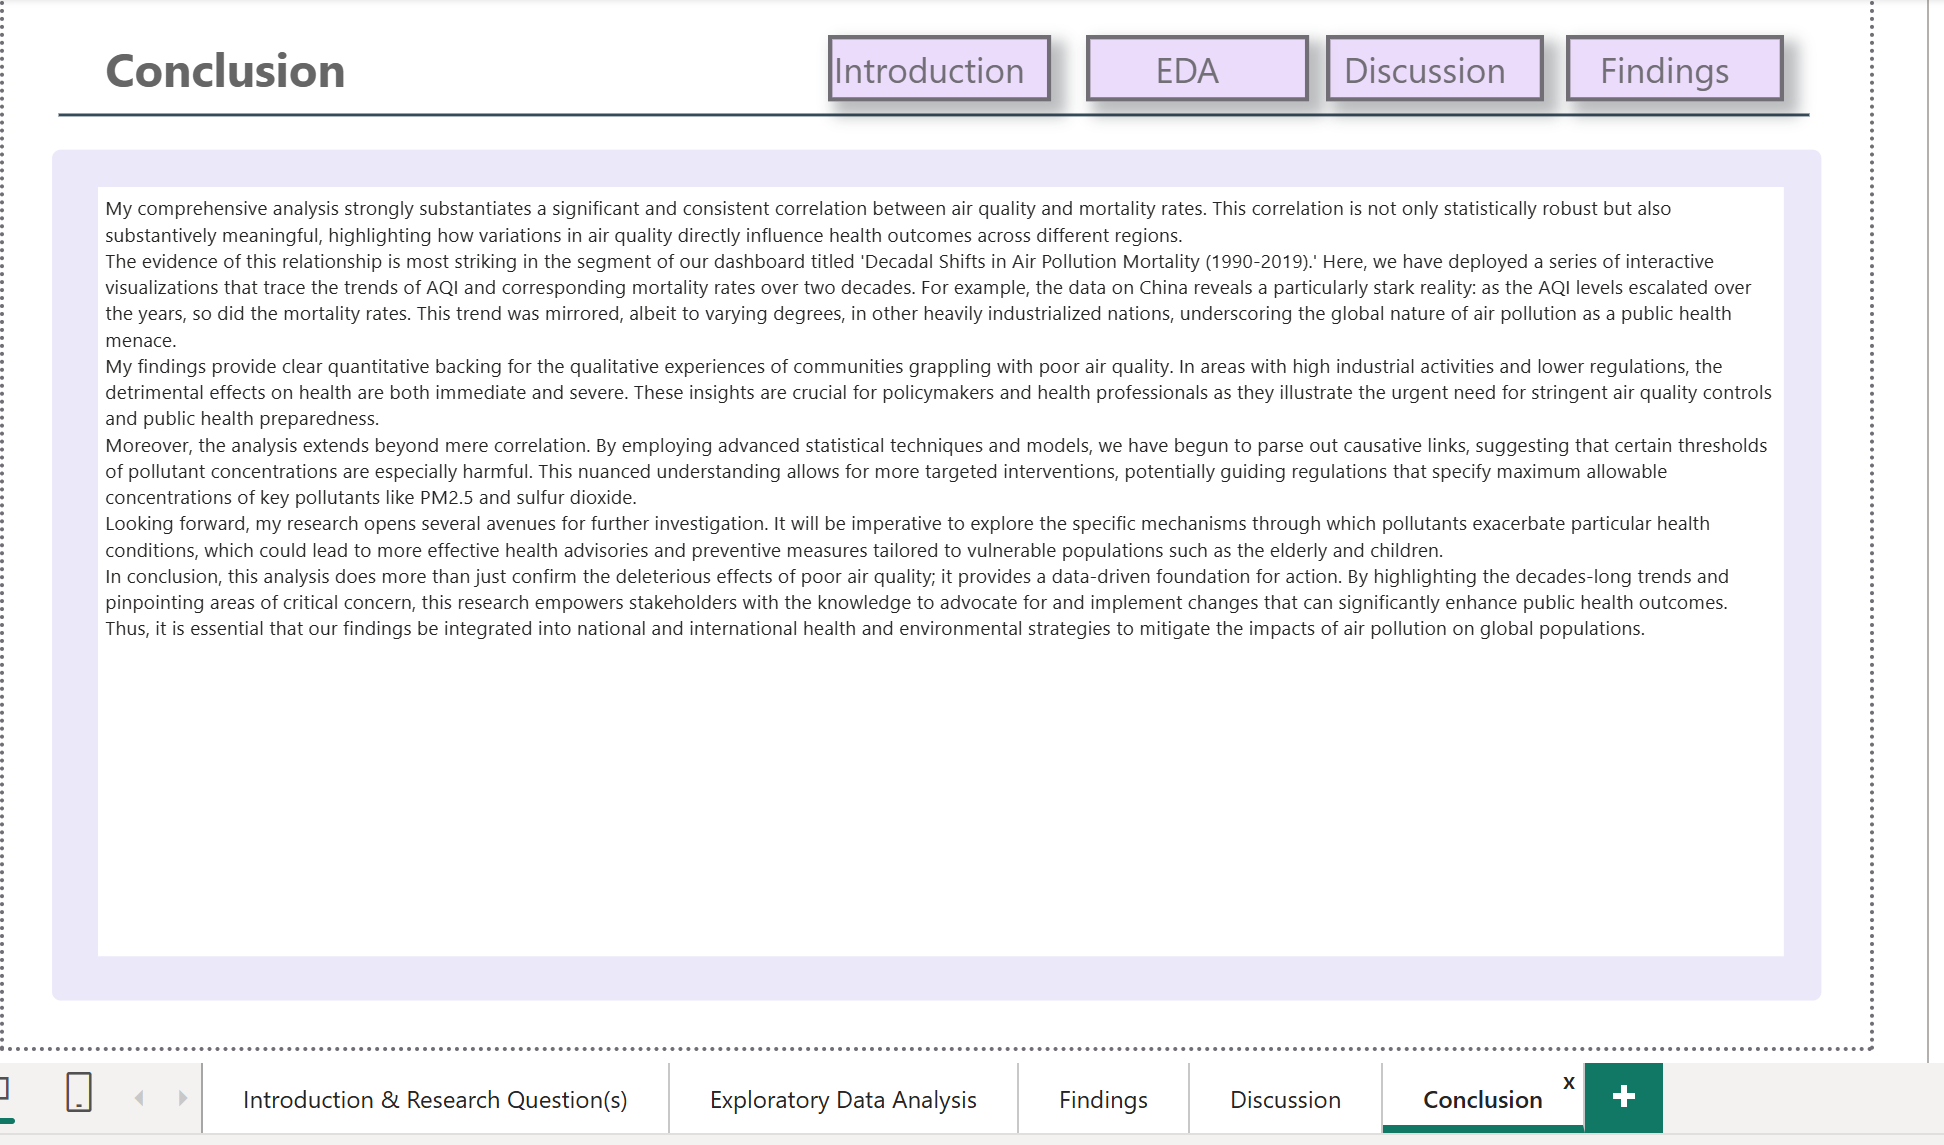 Conclusion
Introduction
EDA
Discussion
Findings
My comprehensive analysis strongly substantiates a significant and consistent correlation between air quality and mortality rates. This correlation is not only statistically robust but also
substantively meaningful, highlighting how variations in air quality directly influence health outcomes across different regions.
The evidence of this relationship is most striking in the segment of our dashboard titled 'Decadal Shifts in Air Pollution Mortality (1990-2019).' Here, we have deployed a series of interactive
visualizations that trace the trends of AQI and corresponding mortality rates over two decades. For example, the data on China reveals a particularly stark reality: as the AQI levels escalated over
the years, so did the mortality rates. This trend was mirrored, albeit to varying degrees, in other heavily industrialized nations, underscoring the global nature of air pollution as a public health
menace.
My findings provide clear quantitative backing for the qualitative experiences of communities grappling with poor air quality. In areas with high industrial activities and lower regulations, the
detrimental effects on health are both immediate and severe. These insights are crucial for policymakers and health professionals as they illustrate the urgent need for stringent air quality controls
and public health preparedness.
Moreover, the analysis extends beyond mere correlation. By employing advanced statistical techniques and models, we have begun to parse out causative links, suggesting that certain thresholds
of pollutant concentrations are especially harmful. This nuanced understanding allows for more targeted interventions, potentially guiding regulations that specify maximum allowable
concentrations of key pollutants like PM2.5 and sulfur dioxide.
Looking forward, my research opens several avenues for further investigation. It will be imperative to explore the specific mechanisms through which pollutants exacerbate particular health
conditions, which could lead to more effective health advisories and preventive measures tailored to vulnerable populations such as the elderly and children.
In conclusion, this analysis does more than just confirm the deleterious effects of poor air quality; it provides a data-driven foundation for action. By highlighting the decades-long trends and
pinpointing areas of critical concern, this research empowers stakeholders with the knowledge to advocate for and implement changes that can significantly enhance public health outcomes.
Thus, it is essential that our findings be integrated into national and international health and environmental strategies to mitigate the impacts of air pollution on global populations.
Introduction & Research Question(s)
Exploratory Data Analysis
Findings
Discussion
Conclusion
x
+